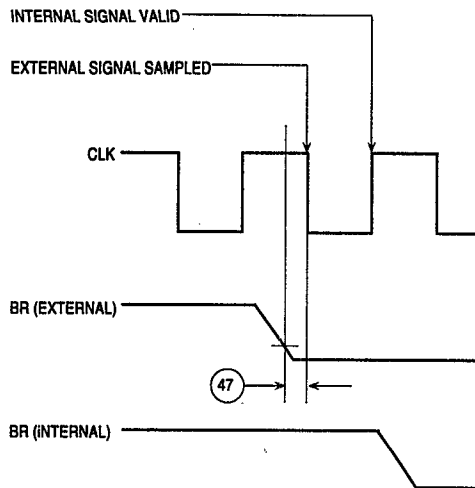 INTERNAL SIGNAL VALID
EXTERNAL SIGNAL SAMPLED
CLK
BR (EXTERNAL)
47
BR (iNTERNAL)